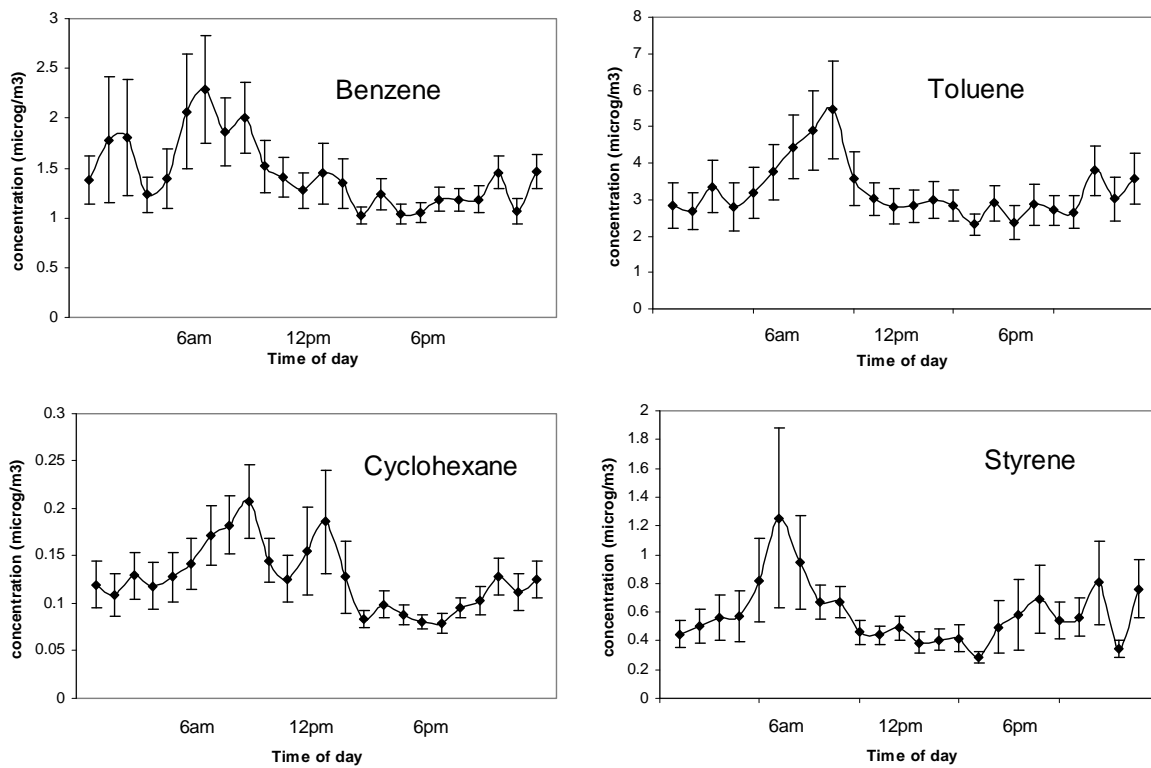 Benzene
concentration (microg/m3)
3
2.5
2
1.5
1
0.5
0
6am 12pm 6pm
Time of day
Toluene
concentration (microg/m3)
8
7
6
5
4
3
2
1
0
6am 12pm 6pm
Time of day
Cyclohexane
concentration (microg/m3)
0.3
0.25
0.2
0.15
0.1
0.05
0
6am 12pm 6pm
Time of day
Styrene
concentration (microg/m3)
2
1.8
1.6
1.4
1.2
1
0.8
0.6
0.4
0.2
0
6am 12pm 6pm
Time of day